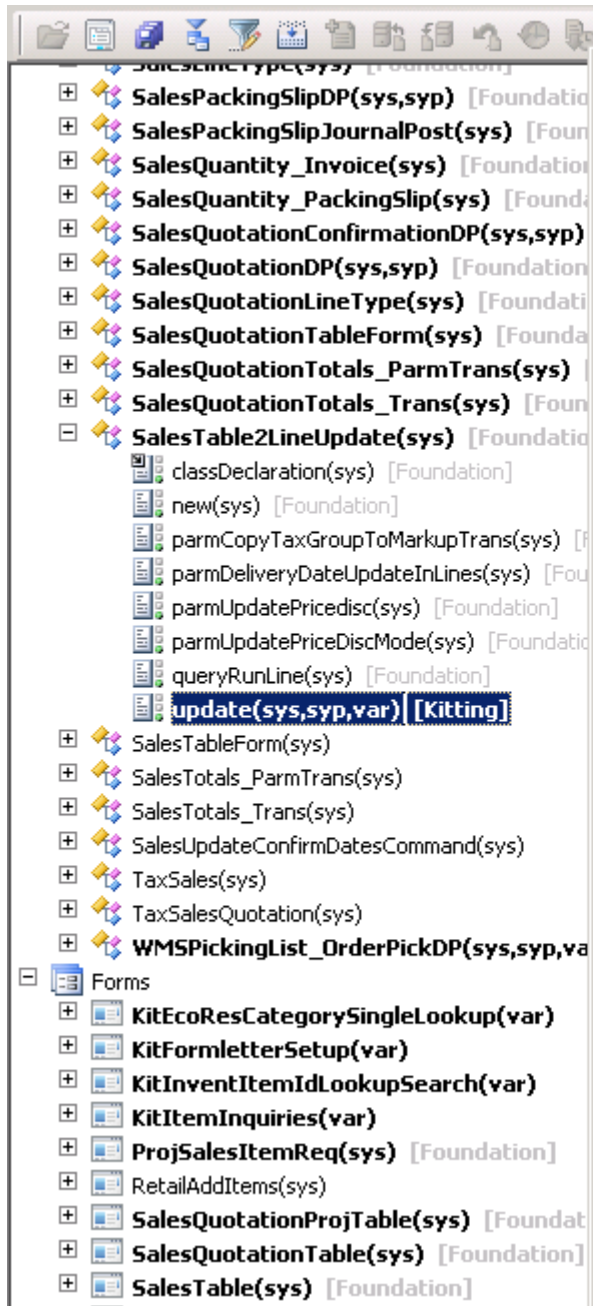 SalesLineType(sys) [Foundation]
SalesPackingSlipDP(sys,syp) [Foundatio
SalesPackingSlipJournalPost(sys) [Foun
SalesQuantity_Invoice(sys) [Foundation
SalesQuantity_PackingSlip(sys) [Founda
SalesQuotationConfirmationDP(sys,syp)
SalesQuotationDP(sys,syp) [Foundation
SalesQuotationLineType(sys) [Foundati
SalesQuotationTableForm(sys) [Founda
SalesQuotationTotals_ParmTrans(sys) [
SalesQuotationTotals_Trans(sys) [Foun
SalesTable2LineUpdate(sys) [Foundatio
classDeclaration(sys) [Foundation]
new(sys) [Foundation]
parmCopyTaxGroupToMarkupTrans(sys) [F
parmDeliveryDateUpdateInLines(sys) [Fou
parmUpdatePricedisc(sys) [Foundation]
parmUpdatePriceDiscMode(sys) [Foundatio
queryRunLine(sys) [Foundation]
update(sys,syp,var) [Kitting]
SalesTableForm(sys)
SalesTotals_ParmTrans(sys)
SalesTotals_Trans(sys)
SalesUpdateConfirmDatesCommand(sys)
TaxSales(sys)
TaxSalesQuotation(sys)
WMSPickingList_OrderPickDP(sys,syp,va
Forms
KitEcoResCategorySingleLookup(var)
KitFormletterSetup(var)
KitInventItemIdLookupSearch(var)
KitItemInquiries(var)
ProjSalesItemReq(sys) [Foundation]
RetailAddItems(sys)
SalesQuotationProjTable(sys) [Foundat
SalesQuotationTable(sys) [Foundation]
SalesTable(sys) [Foundation]